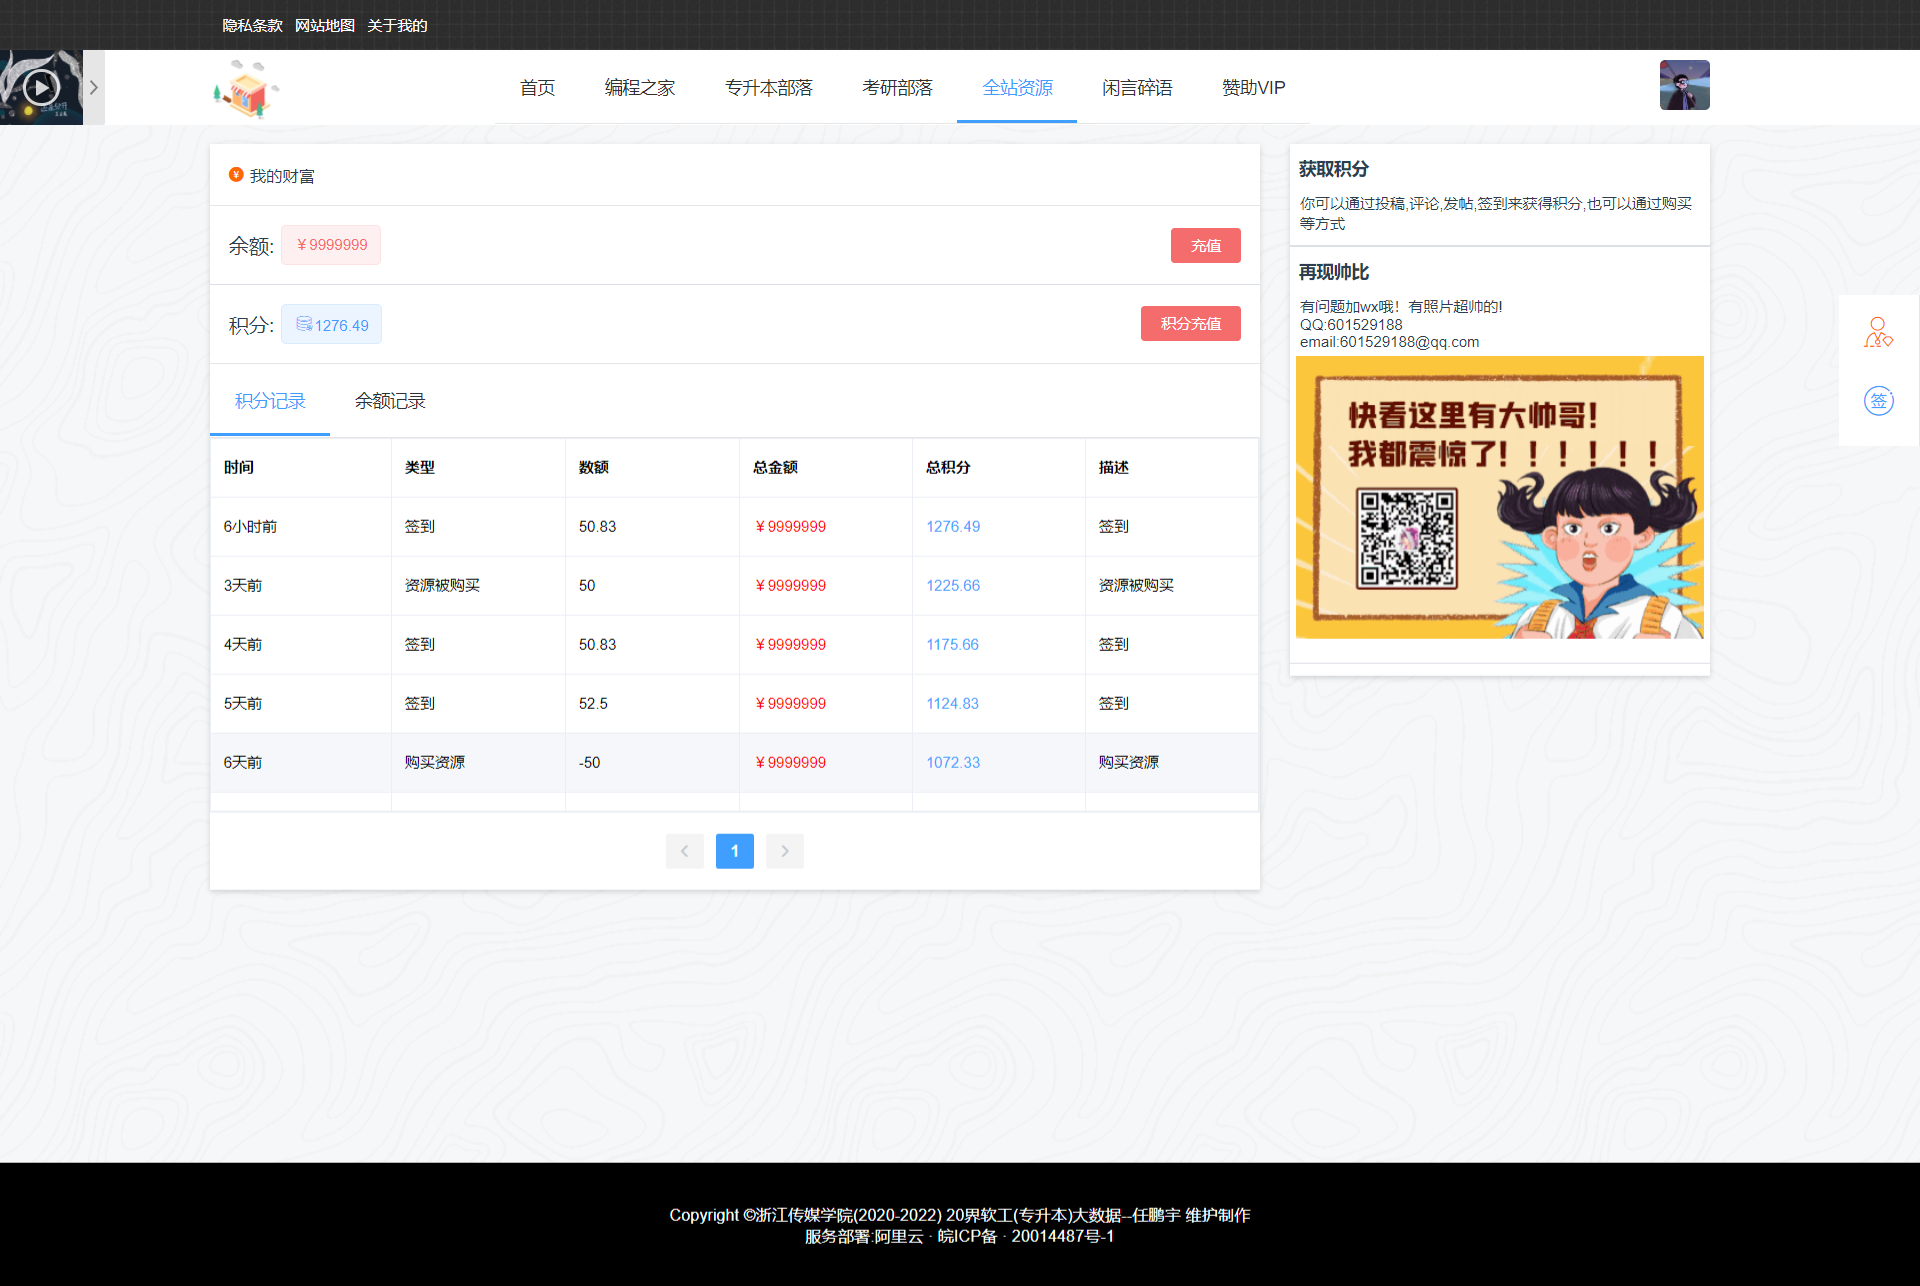 隐私条款 网站地图 关于我的
首页 编程之家 专升本部落 考研部落 全站资源 闲言碎语 赞助VIP
我的财富
余额: ¥9999999 充值
积分: 1276.49 积分充值
积分记录 余额记录
时间 类型 数额 总金额 总积分 描述
6小时前 签到 50.83 ¥9999999 1276.49 签到
3天前 资源被购买 50 ¥9999999 1225.66 资源被购买
4天前 签到 50.83 ¥9999999 1175.66 签到
5天前 签到 52.5 ¥9999999 1124.83 签到
6天前 购买资源 -50 ¥9999999 1072.33 购买资源
1
获取积分
你可以通过投稿,评论,发帖,签到来获得积分,也可以通过购买
等方式
再现帅比
有问题加wx哦！有照片超帅的!
QQ:601529188
email:601529188@qq.com
快看这里有大帅哥!
我都震惊了! ! ! ! ! !
签
Copyright ©浙江传媒学院(2020-2022) 20界软工(专升本)大数据--任鹏宇 维护制作
服务部署:阿里云 · 皖ICP备 · 20014487号-1